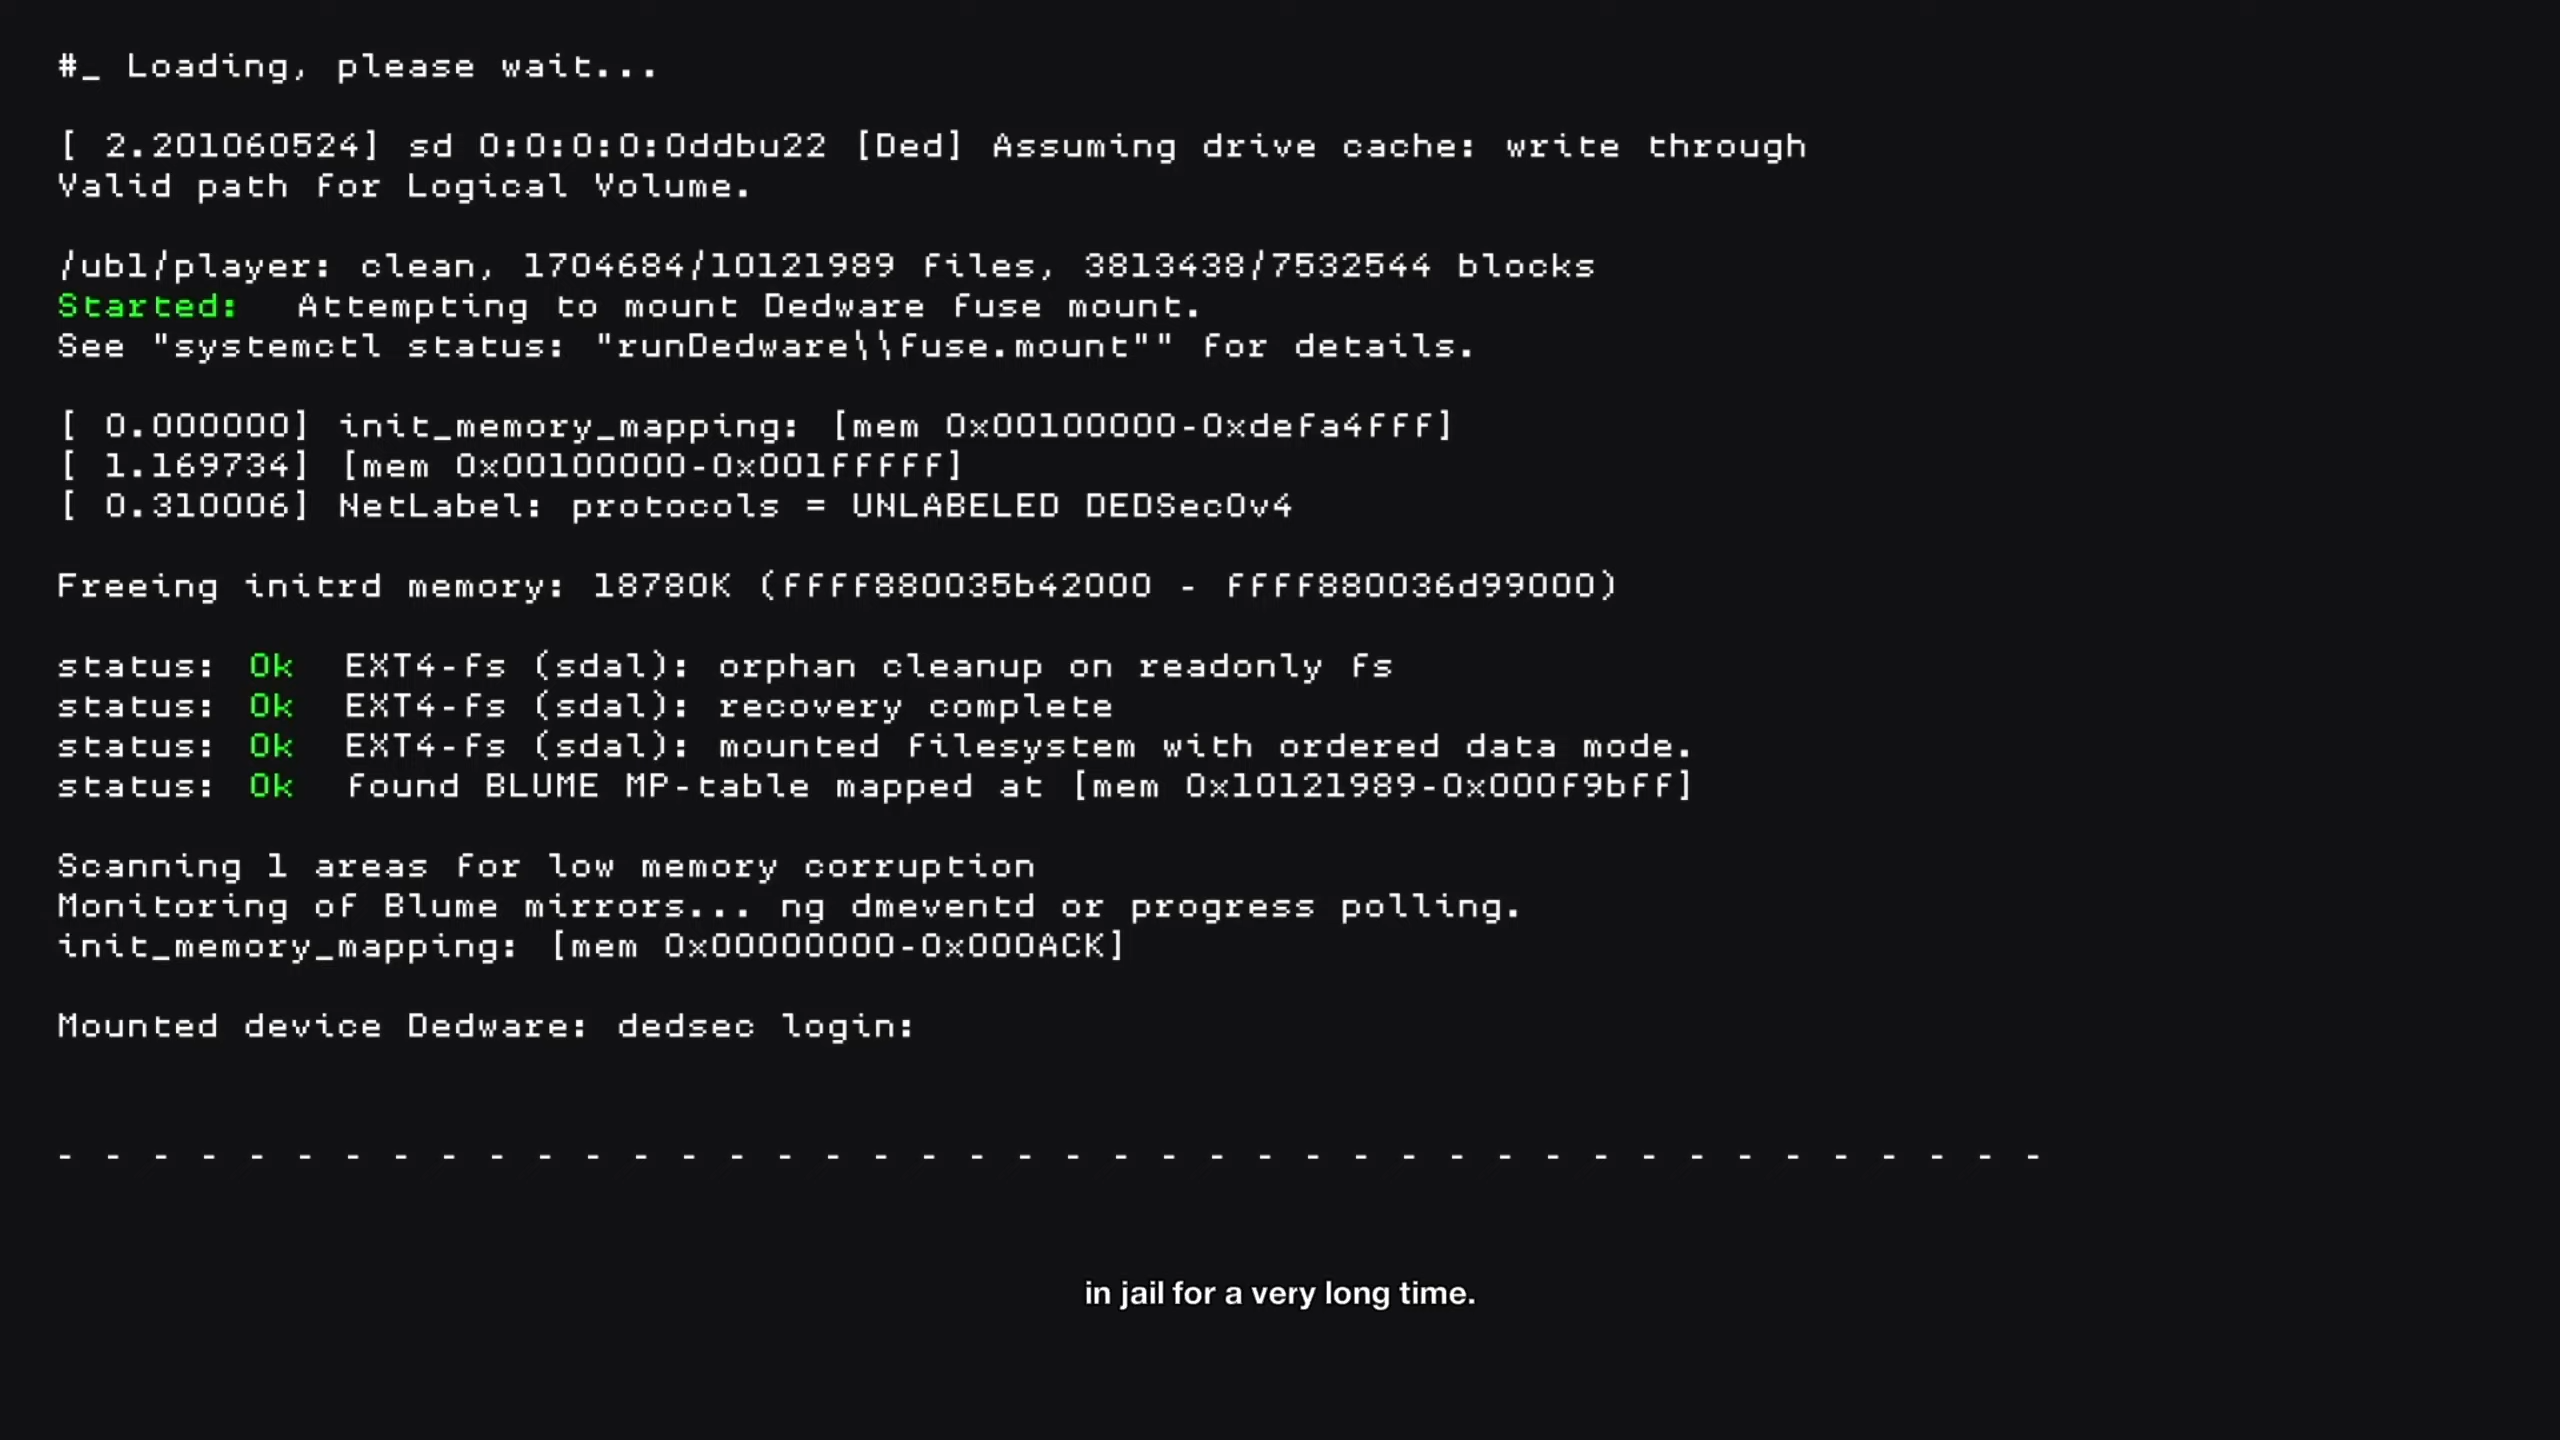 #_ Loading, please wait...
[ 2.201060524] sd 0:0:0:0:0ddbu22 [Ded] Assuming drive cache: write through
Valid path for Logical Volume.
/ubl/player: clean, 1704684/10121989 files, 3813438/7532544 blocks
Started: Attempting to mount Dedware fuse mount.
See "systemctl status: "runDedware\\fuse.mount"" for details.
[ 0.000000] init_memory_mapping: [mem 0x00100000-0xdefa4fff]
[ 1.169734] [mem 0x00100000-0x001fffff]
[ 0.310006] NetLabel: protocols = UNLABELED DEDSec0v4
Freeing initrd memory: 18780K (ffff880035b42000 - ffff880036d99000)
status: Ok EXT4-fs (sda1): orphan cleanup on readonly fs
status: Ok EXT4-fs (sda1): recovery complete
status: Ok EXT4-fs (sda1): mounted filesystem with ordered data mode.
status: Ok found BLUME MP-table mapped at [mem 0x10121989-0x000f9bff]
Scanning 1 areas for low memory corruption
Monitoring of Blume mirrors... ng dmeventd or progress polling.
init_memory_mapping: [mem 0x00000000-0x000ACK]
Mounted device Dedware: dedsec login:
- - - - - - - - - - - - - - - - - - - - - - - - - - - - - - - - - - - - - - - - - -
in jail for a very long time.